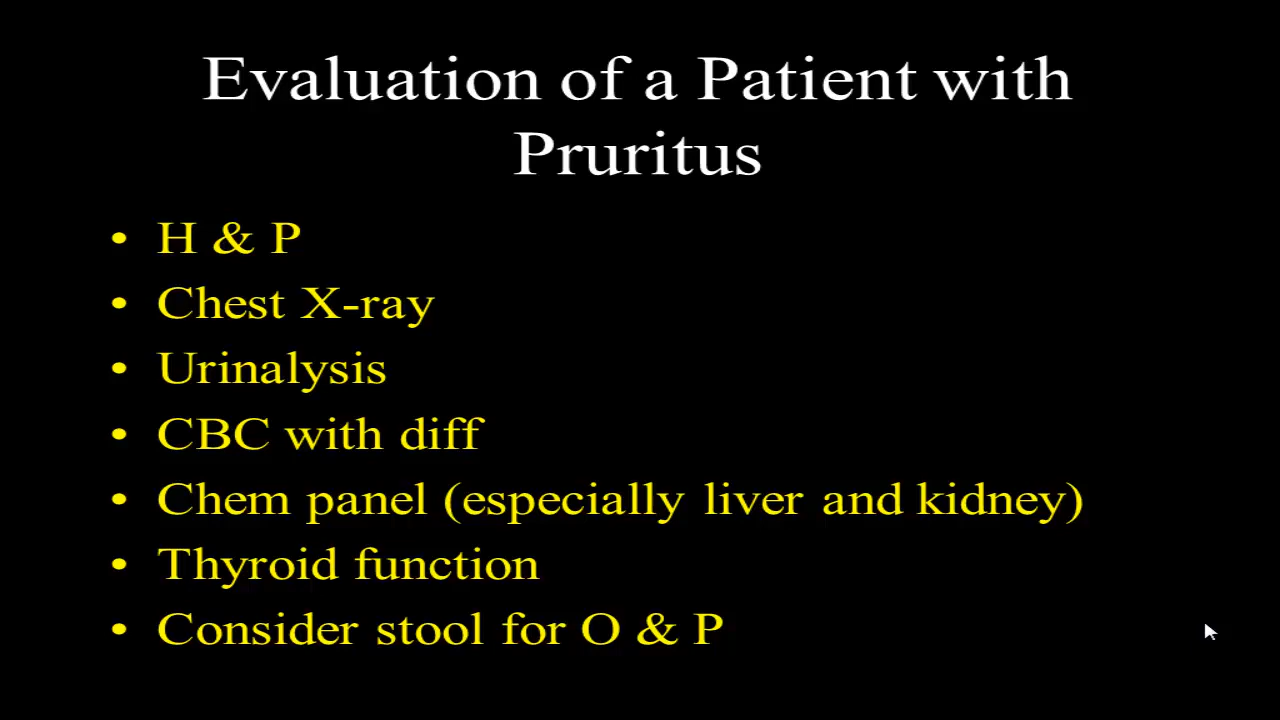 Evaluation of a Patient with
Pruritus
• H & P
• Chest X-ray
• Urinalysis
• CBC with diff
• Chem panel (especially liver and kidney)
• Thyroid function
• Consider stool for O & P